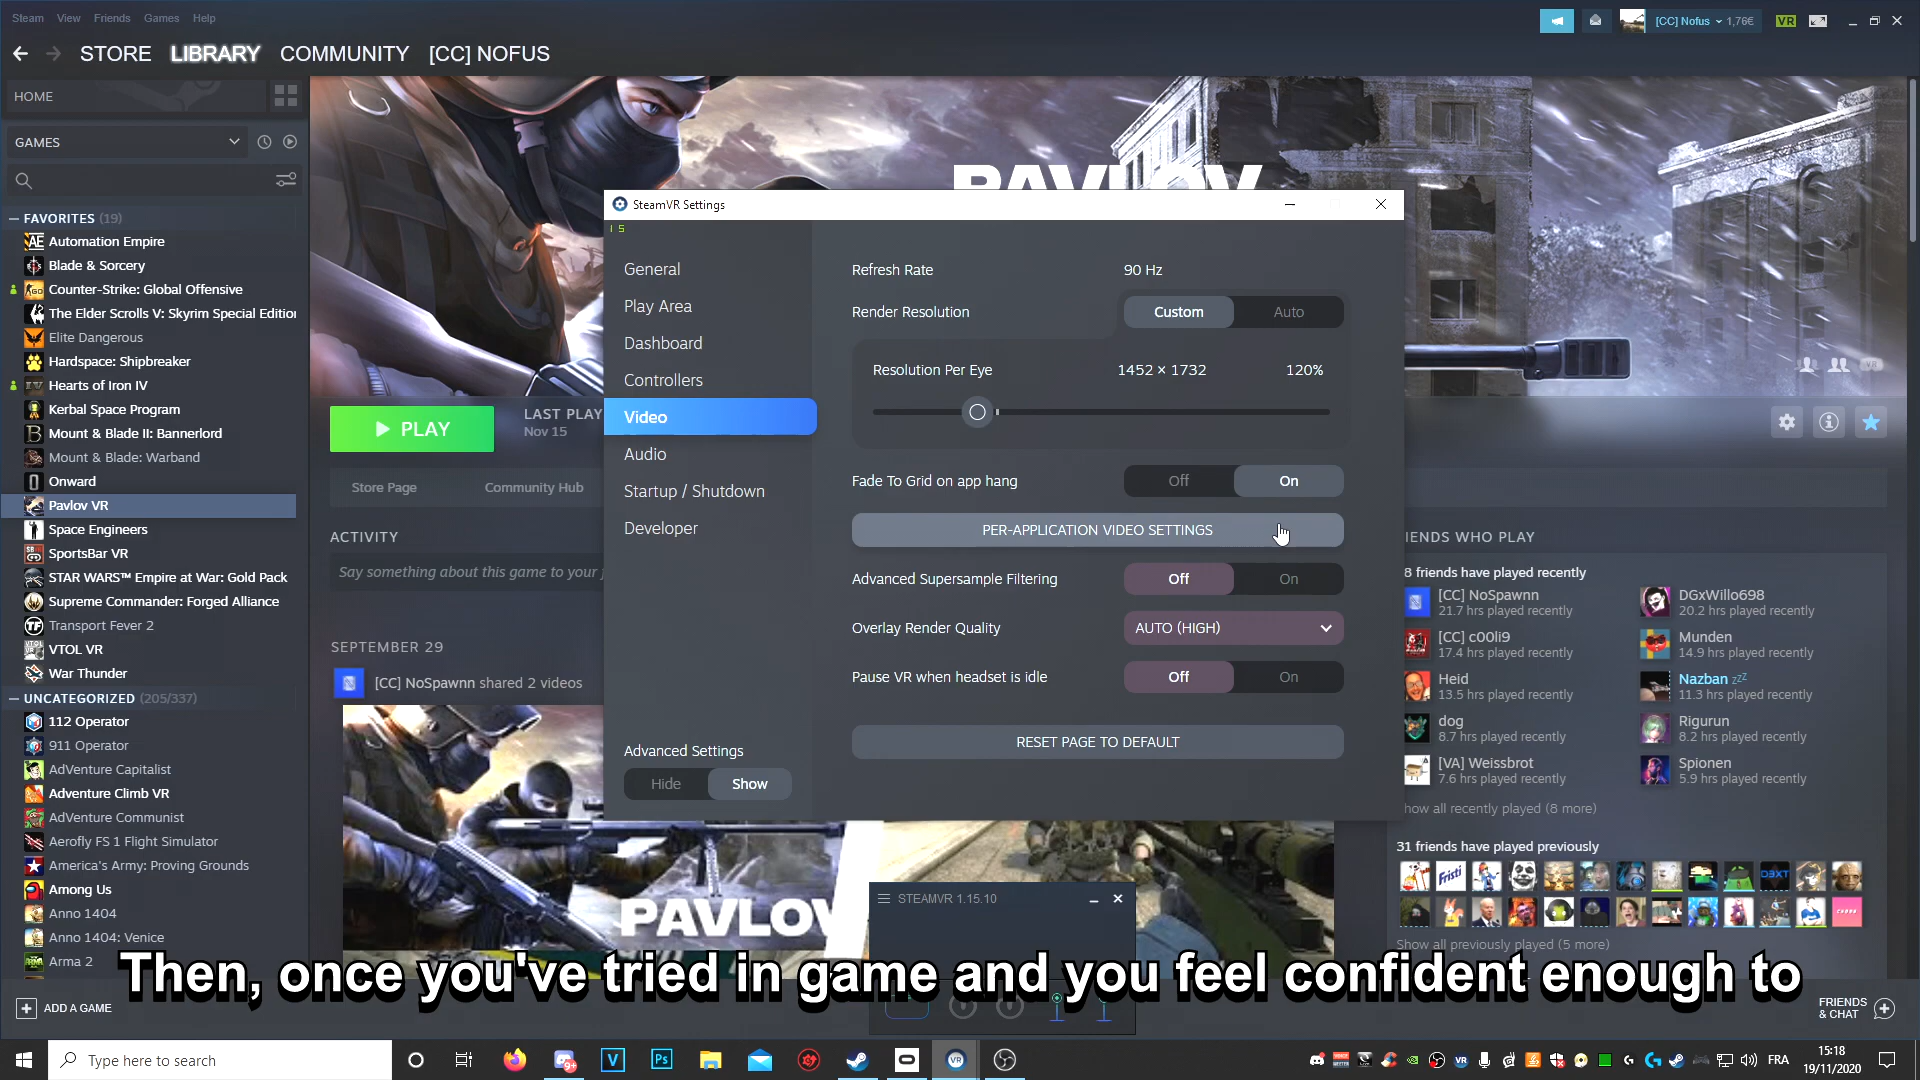 Steam View Friends Games Help
[CC] Nofus 1,76€ VR
STORE LIBRARY COMMUNITY [CC] NOFUS
HOME
GAMES
FAVORITES (19)
Automation Empire
Blade & Sorcery
Counter-Strike: Global Offensive
The Elder Scrolls V: Skyrim Special Editio
Elite Dangerous
Hardspace: Shipbreaker
Hearts of Iron IV
Kerbal Space Program
Mount & Blade II: Bannerlord
Mount & Blade: Warband
Onward
Pavlov VR
Space Engineers
SportsBar VR
STAR WARS™ Empire at War: Gold Pack
Supreme Commander: Forged Alliance
Transport Fever 2
VTOL VR
War Thunder
UNCATEGORIZED (205/337)
112 Operator
911 Operator
AdVenture Capitalist
Adventure Climb VR
AdVenture Communist
Aerofly FS 1 Flight Simulator
America's Army: Proving Grounds
Among Us
Anno 1404
Anno 1404: Venice
Arma 2
ADD A GAME
PAVLOV
PLAY
LAST PLAY
Nov 15
Store Page Community Hub
ACTIVITY
Say something about this game to your f
SEPTEMBER 29
[CC] NoSpawnn shared 2 videos
PAVLOV
SteamVR Settings
General
Play Area
Dashboard
Controllers
Video
Audio
Startup / Shutdown
Developer
Advanced Settings
Hide Show
Refresh Rate 90 Hz
Render Resolution Custom Auto
Resolution Per Eye 1452 × 1732 120%
Fade To Grid on app hang Off On
PER-APPLICATION VIDEO SETTINGS
Advanced Supersample Filtering Off On
Overlay Render Quality AUTO (HIGH)
Pause VR when headset is idle Off On
RESET PAGE TO DEFAULT
STEAMVR 1.15.10
IENDS WHO PLAY
8 friends have played recently
[CC] NoSpawnn
21.7 hrs played recently
DGxWillo698
20.2 hrs played recently
[CC] c00li9
17.4 hrs played recently
Munden
14.9 hrs played recently
Heid
13.5 hrs played recently
Nazban zzz
11.3 hrs played recently
dog
8.7 hrs played recently
Rigurun
8.2 hrs played recently
[VA] Weissbrot
7.6 hrs played recently
Spionen
5.9 hrs played recently
how all recently played (8 more)
31 friends have played previously
Show all previously played (5 more)
Then, once you've tried in game and you feel confident enough to
FRIENDS
& CHAT
Type here to search
FRA
15:18
19/11/2020